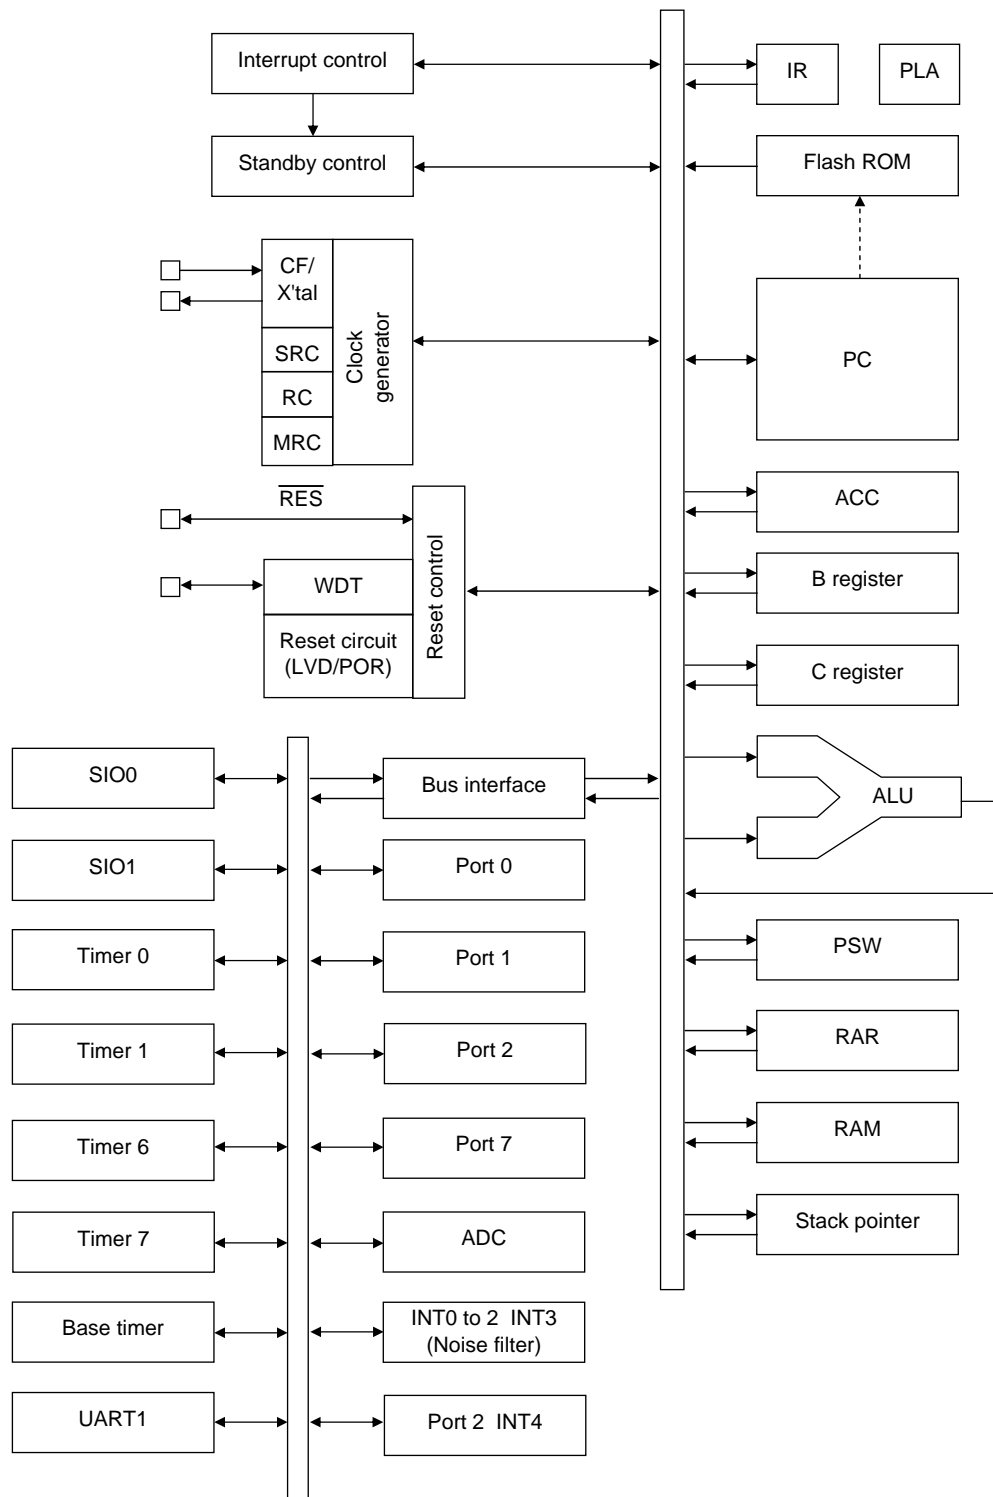 Interrupt control
IR
PLA
Standby control
Flash ROM
CF/
X'tal
SRC
RC
MRC
Clock
generator
PC
RES
WDT
Reset circuit
(LVD/POR)
Reset control
ACC
B register
C register
SIO0
Bus interface
ALU
SIO1
Port 0
Timer 0
Port 1
PSW
Timer 1
Port 2
RAR
Timer 6
Port 7
RAM
Timer 7
ADC
Stack pointer
Base timer
INT0 to 2 INT3
(Noise filter)
UART1
Port 2 INT4